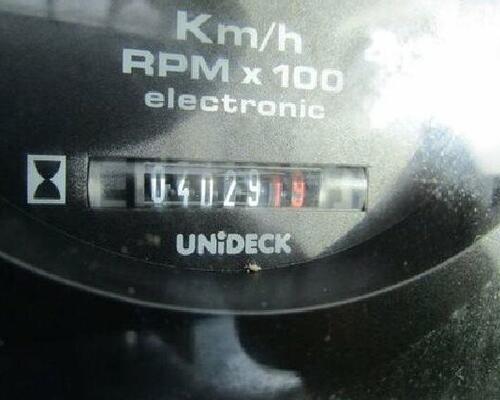 Km/h
RPM x 100
electronic
0402919
UNiDECK